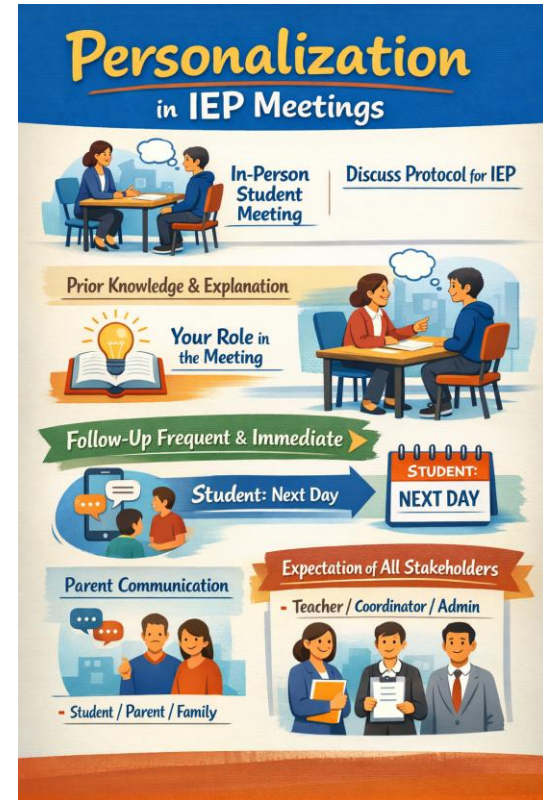 Personalization
in IEP Meetings
In-Person
Student
Meeting
Discuss Protocol for IEP
Prior Knowledge & Explanation
Your Role in
the Meeting
Follow-Up Frequent & Immediate
Student: Next Day
STUDENT:
NEXT DAY
Parent Communication
- Student / Parent / Family
Expectation of All Stakeholders
- Teacher / Coordinator / Admin